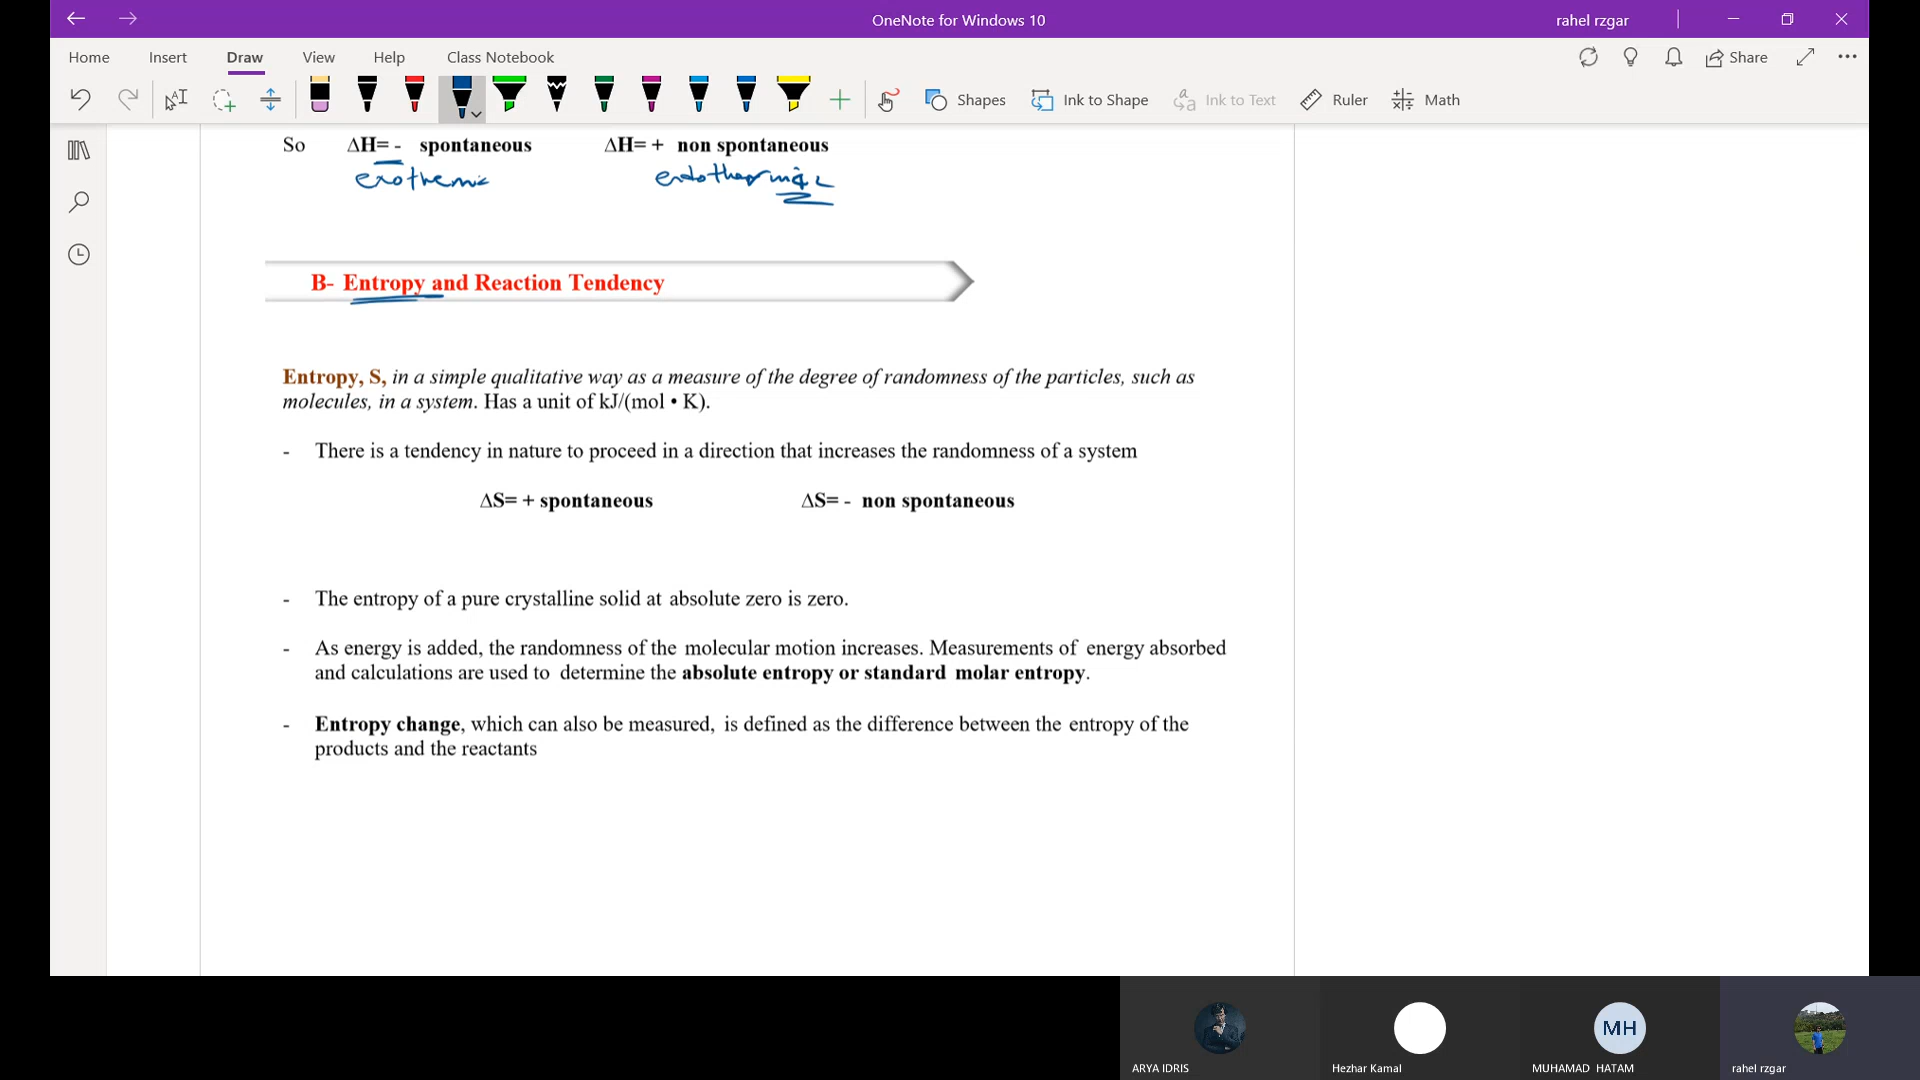 OneNote for Windows 10
rahel rzgar
Home Insert Draw View Help Class Notebook
Share
Shapes Ink to Shape Ink to Text Ruler Math
So ΔH= - spontaneous ΔH= + non spontaneous
exothemic endothermic
B- Entropy and Reaction Tendency
Entropy, S, in a simple qualitative way as a measure of the degree of randomness of the particles, such as
molecules, in a system. Has a unit of kJ/(mol • K).
- There is a tendency in nature to proceed in a direction that increases the randomness of a system
ΔS= + spontaneous ΔS= - non spontaneous
- The entropy of a pure crystalline solid at absolute zero is zero.
- As energy is added, the randomness of the molecular motion increases. Measurements of energy absorbed
and calculations are used to determine the absolute entropy or standard molar entropy.
- Entropy change, which can also be measured, is defined as the difference between the entropy of the
products and the reactants
MH
ARYA IDRIS Hezhar Kamal MUHAMAD HATAM rahel rzgar